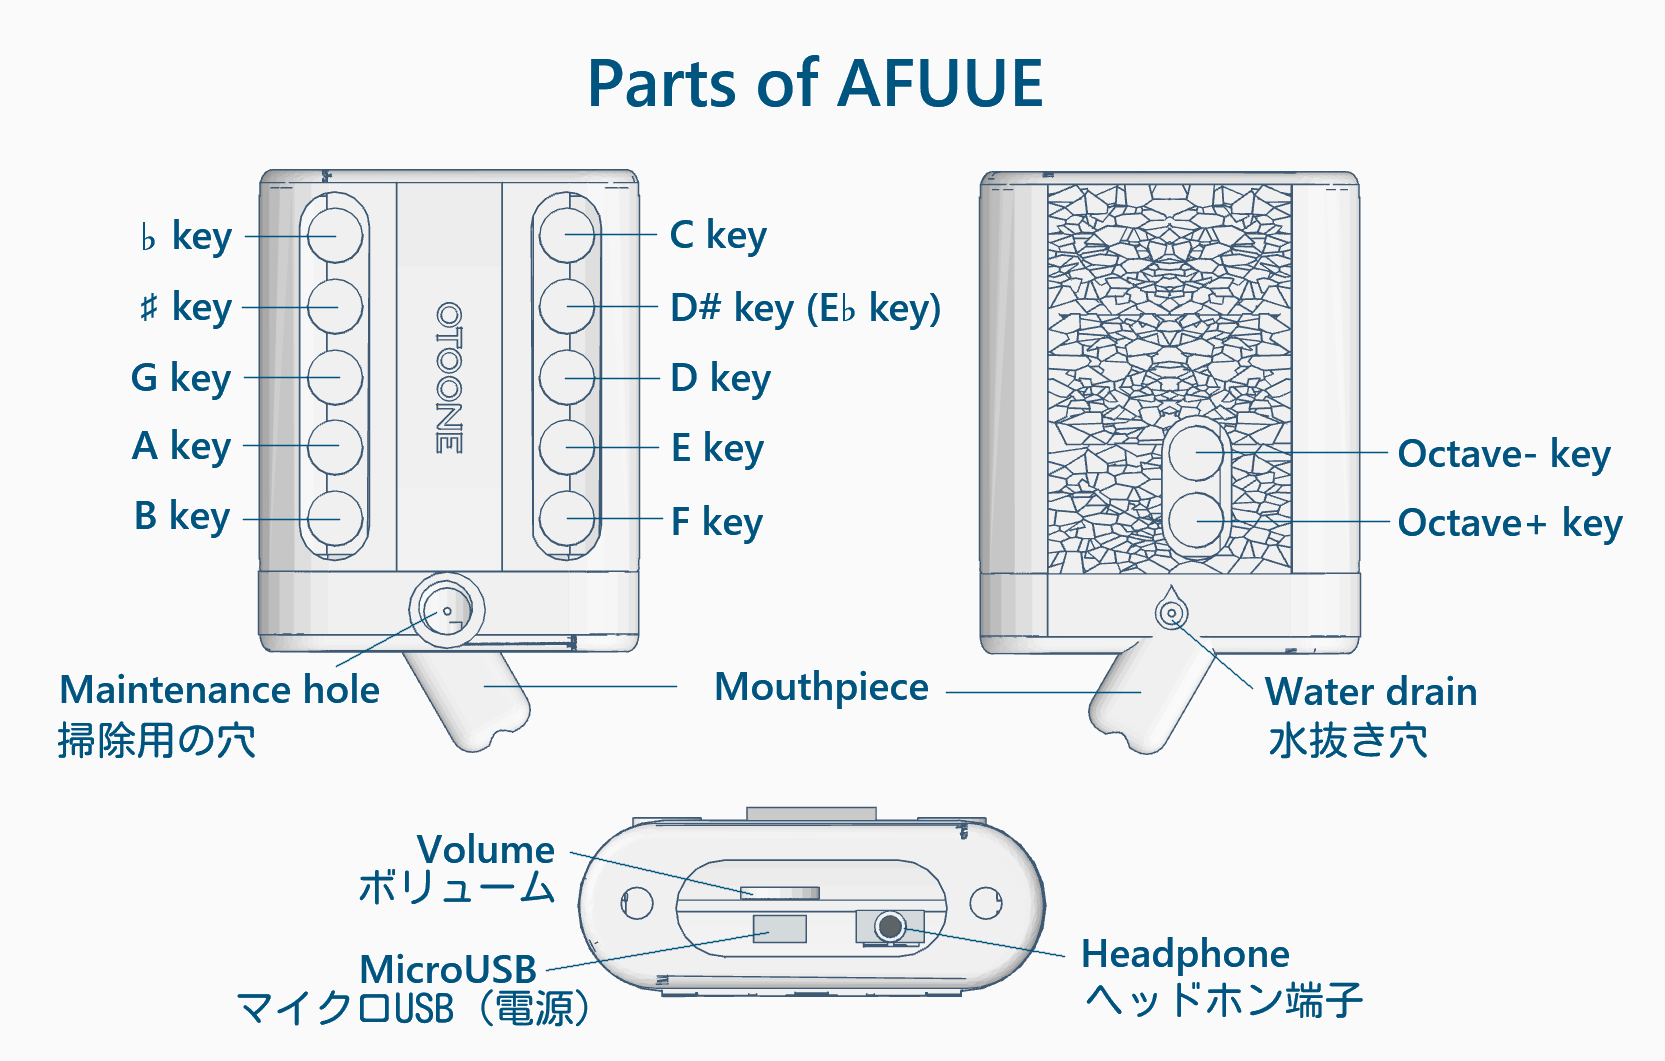 Parts of AFUUE
♭ key
♯ key
G key
A key
B key
OTOONE
C key
D# key (E♭ key)
D key
E key
F key
Octave- key
Octave+ key
Maintenance hole
掃除用の穴
Mouthpiece
Water drain
水抜き穴
Volume
ボリューム
MicroUSB
マイクロUSB（電源）
Headphone
ヘッドホン端子